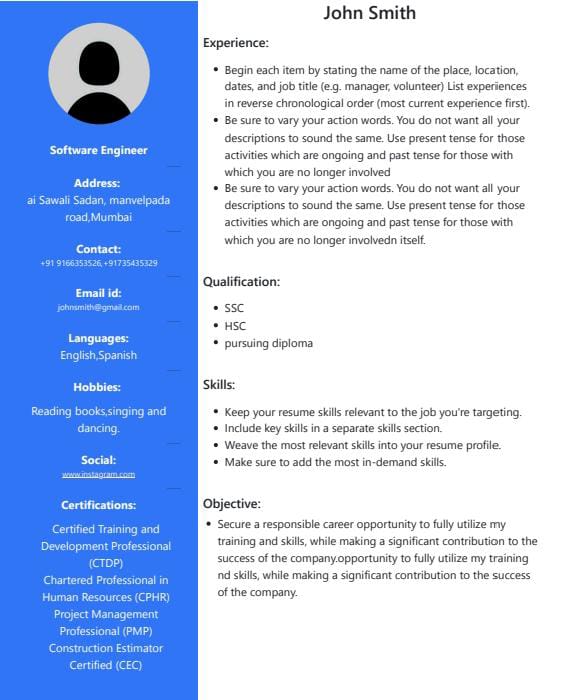 John Smith
Software Engineer
Address:
ai Sawali Sadan, manvelpada
road,Mumbai
Contact:
+91 9166353526,+91735435329
Email id:
johnsmith@gmail.com
Languages:
English,Spanish
Hobbies:
Reading books,singing and
dancing.
Social:
www.instagram.com
Certifications:
Certified Training and
Development Professional
(CTDP)
Chartered Professional in
Human Resources (CPHR)
Project Management
Professional (PMP)
Construction Estimator
Certified (CEC)
Experience:
• Begin each item by stating the name of the place, location,
dates, and job title (e.g. manager, volunteer) List experiences
in reverse chronological order (most current experience first).
• Be sure to vary your action words. You do not want all your
descriptions to sound the same. Use present tense for those
activities which are ongoing and past tense for those with
which you are no longer involved
• Be sure to vary your action words. You do not want all your
descriptions to sound the same. Use present tense for those
activities which are ongoing and past tense for those with
which you are no longer involvedn itself.
Qualification:
• SSC
• HSC
• pursuing diploma
Skills:
• Keep your resume skills relevant to the job you're targeting.
• Include key skills in a separate skills section.
• Weave the most relevant skills into your resume profile.
• Make sure to add the most in-demand skills.
Objective:
• Secure a responsible career opportunity to fully utilize my
training and skills, while making a significant contribution to the
success of the company.opportunity to fully utilize my training
nd skills, while making a significant contribution to the success
of the company.